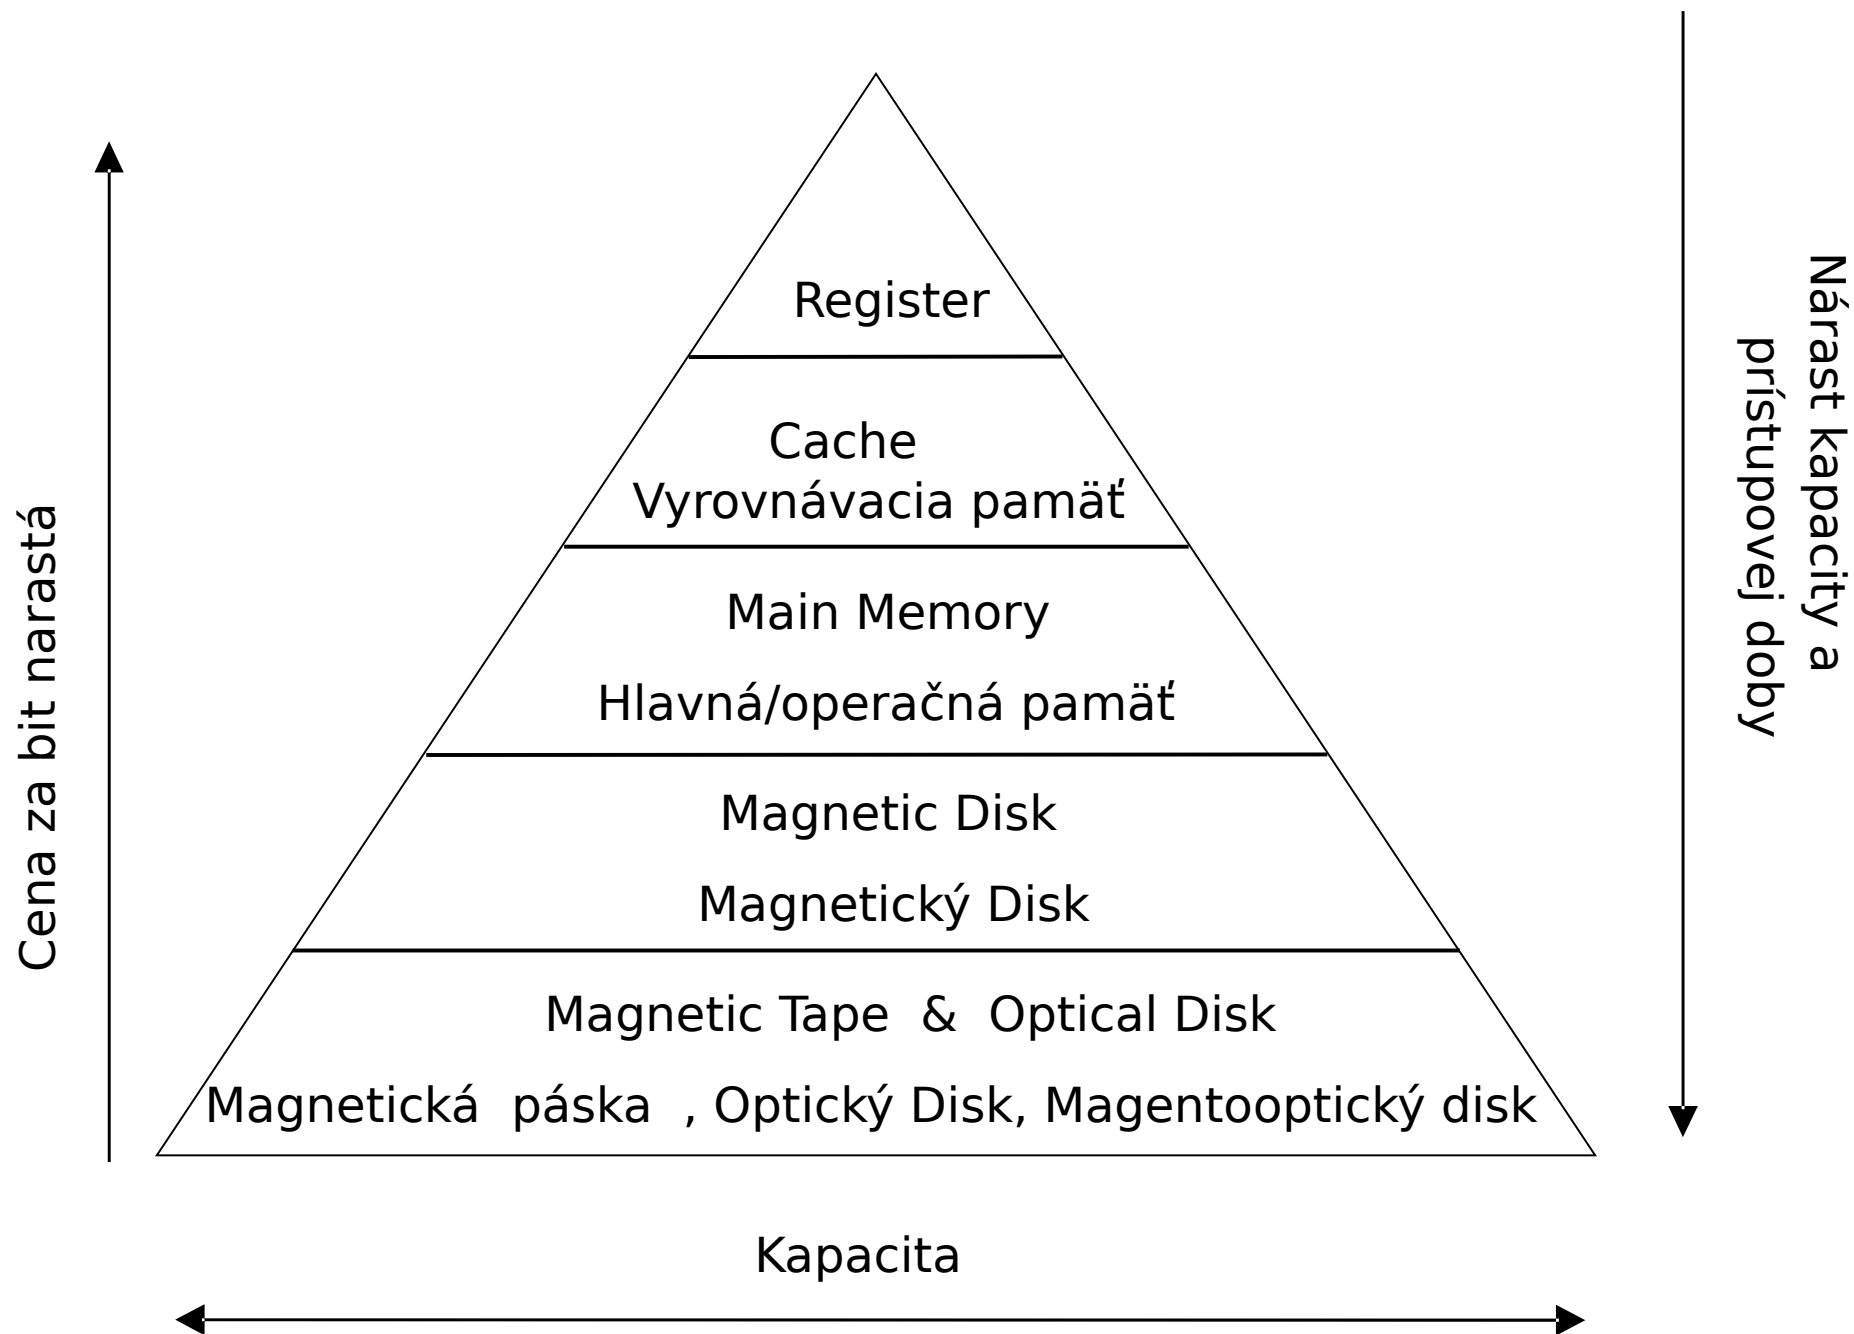 Register
Cache
Vyrovnávacia pamäť
Main Memory
Hlavná/operačná pamäť
Magnetic Disk
Magnetický Disk
Magnetic Tape & Optical Disk
Magnetická páska , Optický Disk, Magentooptický disk
Cena za bit narastá
Nárast kapacity a
prístupovej doby
Kapacita